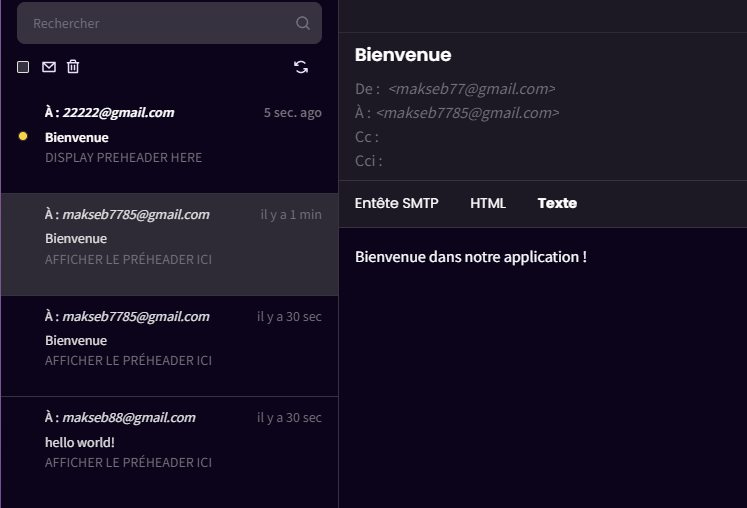 Rechercher
À : 22222@gmail.com 5 sec. ago
Bienvenue
DISPLAY PREHEADER HERE
À : makseb7785@gmail.com il y a 1 min
Bienvenue
AFFICHER LE PRÉHEADER ICI
À : makseb7785@gmail.com il y a 30 sec
Bienvenue
AFFICHER LE PRÉHEADER ICI
À : makseb88@gmail.com il y a 30 sec
hello world!
AFFICHER LE PRÉHEADER ICI
Bienvenue
De : <makseb77@gmail.com>
À : <makseb7785@gmail.com>
Cc :
Cci :
Entête SMTP HTML Texte
Bienvenue dans notre application !